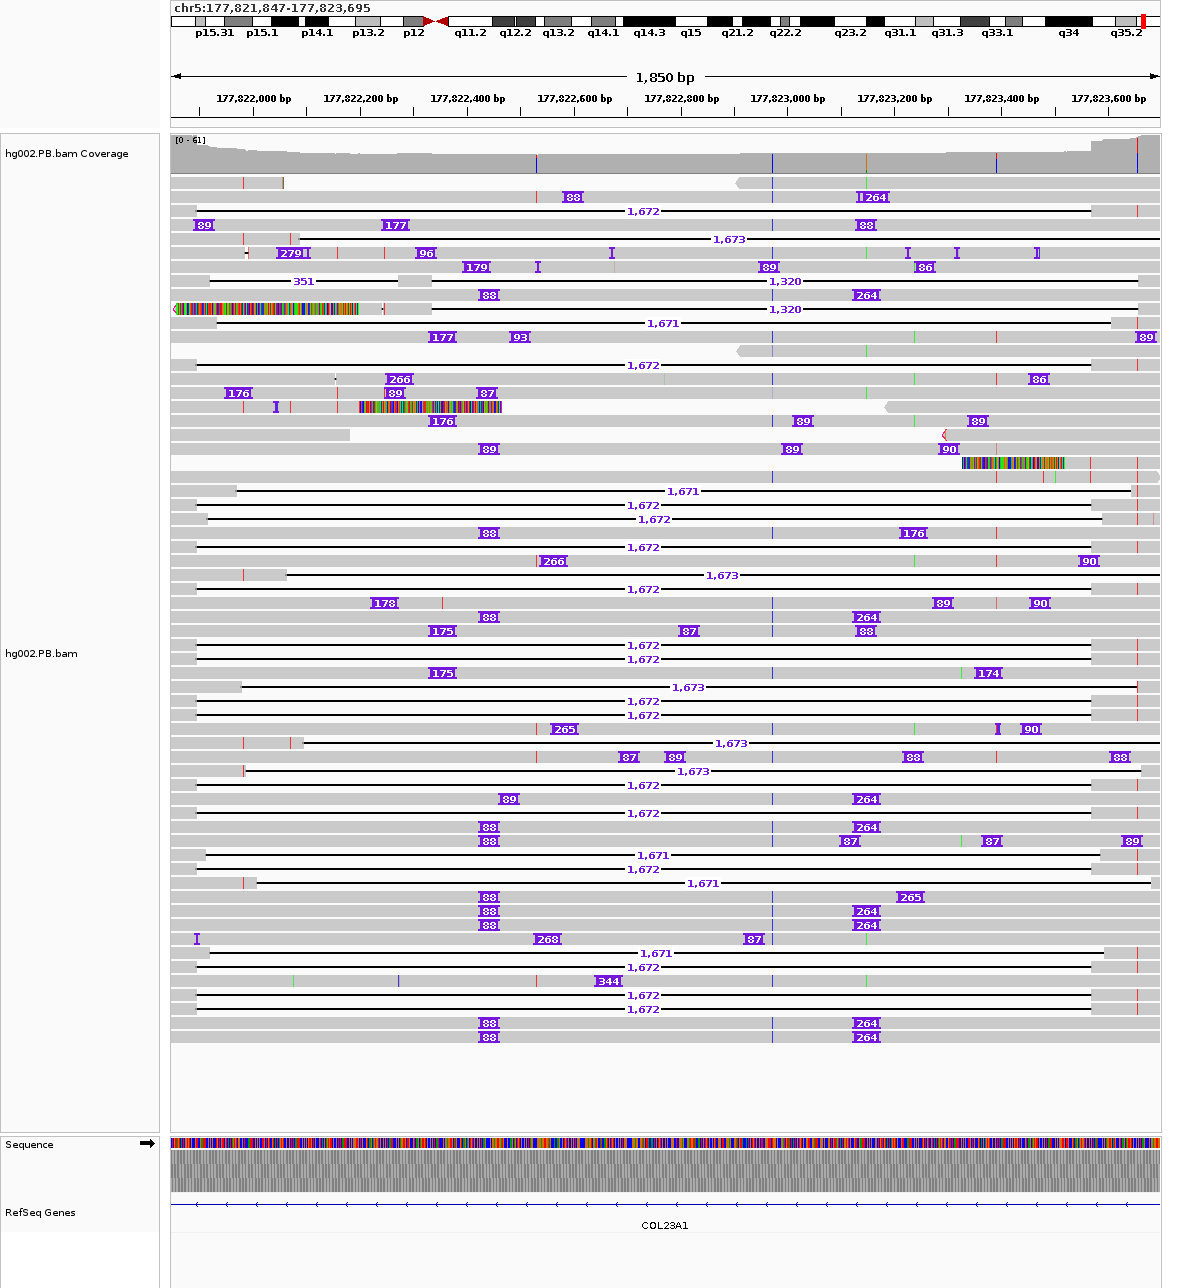 chr5:177,821,847-177,823,695
p15.31 p15.1 p14.1 p13.2 p12 q11.2 q12.2 q13.2 q14.1 q14.3 q15 q21.2 q22.2 q23.2 q31.1 q31.3 q33.1 q34 q35.2
1,850 bp
177,822,000 bp 177,822,200 bp 177,822,400 bp 177,822,600 bp 177,822,800 bp 177,823,000 bp 177,823,200 bp 177,823,400 bp 177,823,600 bp
[0 - 61]
hg002.PB.bam Coverage
88 264
1,672
89 177 88
1,673
279 96
179 89 86
351 1,320
88 264
1,320
1,671
177 93 89
1,672
266 86
176 89 87
176 89 89
89 89 90
1,671
1,672
1,672
88 176
1,672
266 90
1,673
1,672
178 89 90
88 264
175 87 88
1,672
hg002.PB.bam
1,672
175 174
1,673
1,672
1,672
265 90
1,673
87 89 88 88
1,673
1,672
89 264
1,672
88 264
88 87 87 89
1,671
1,672
1,671
88 265
88 264
88 264
268 87
1,671
1,672
344
1,672
1,672
88 264
88 264
Sequence
RefSeq Genes
COL23A1